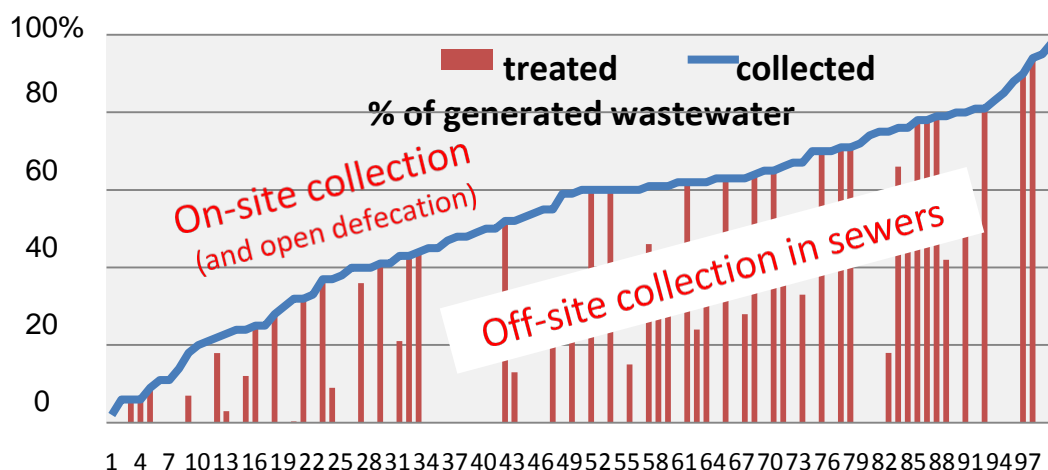 100%
treated collected
80
% of generated wastewater
60
On-site collection
(and open defecation)
40
Off-site collection in sewers
20
0
1 4 7 10 13 16 19 22 25 28 31 34 37 40 43 46 49 52 55 58 61 64 67 70 73 76 79 82 85 88 91 94 97